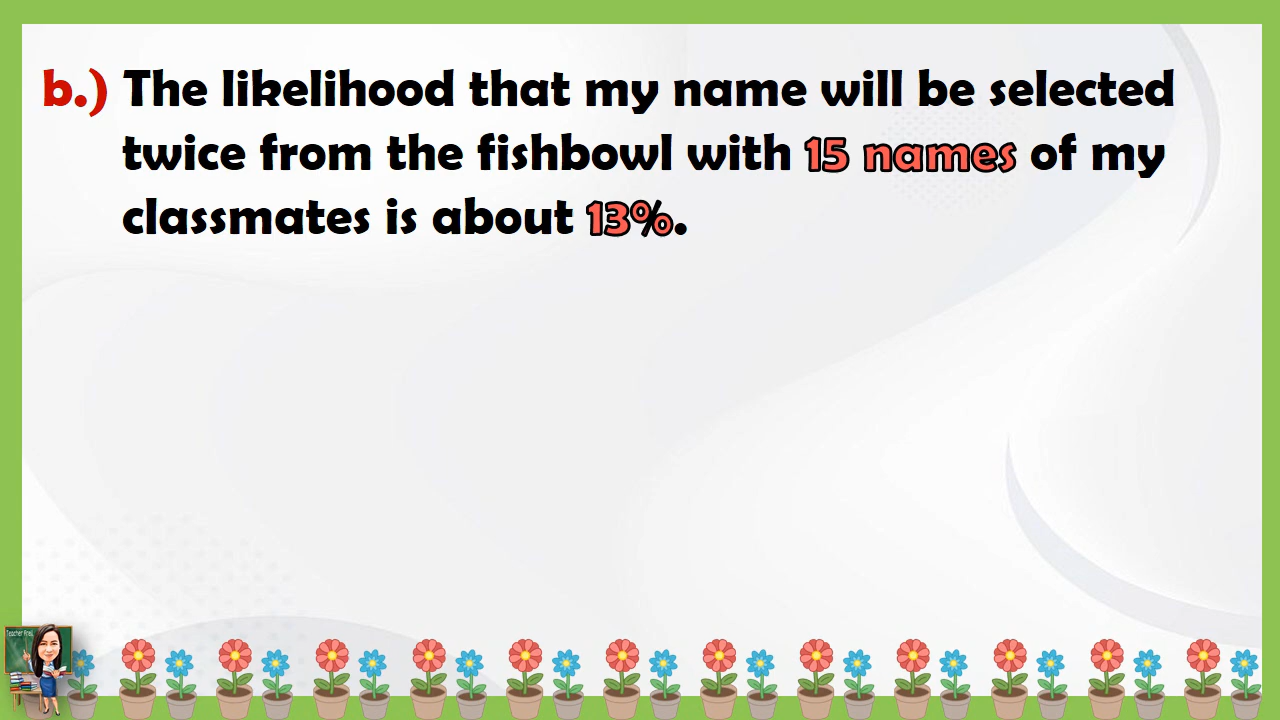 b.) The likelihood that my name will be selected
twice from the fishbowl with 15 names of my
classmates is about 13%.